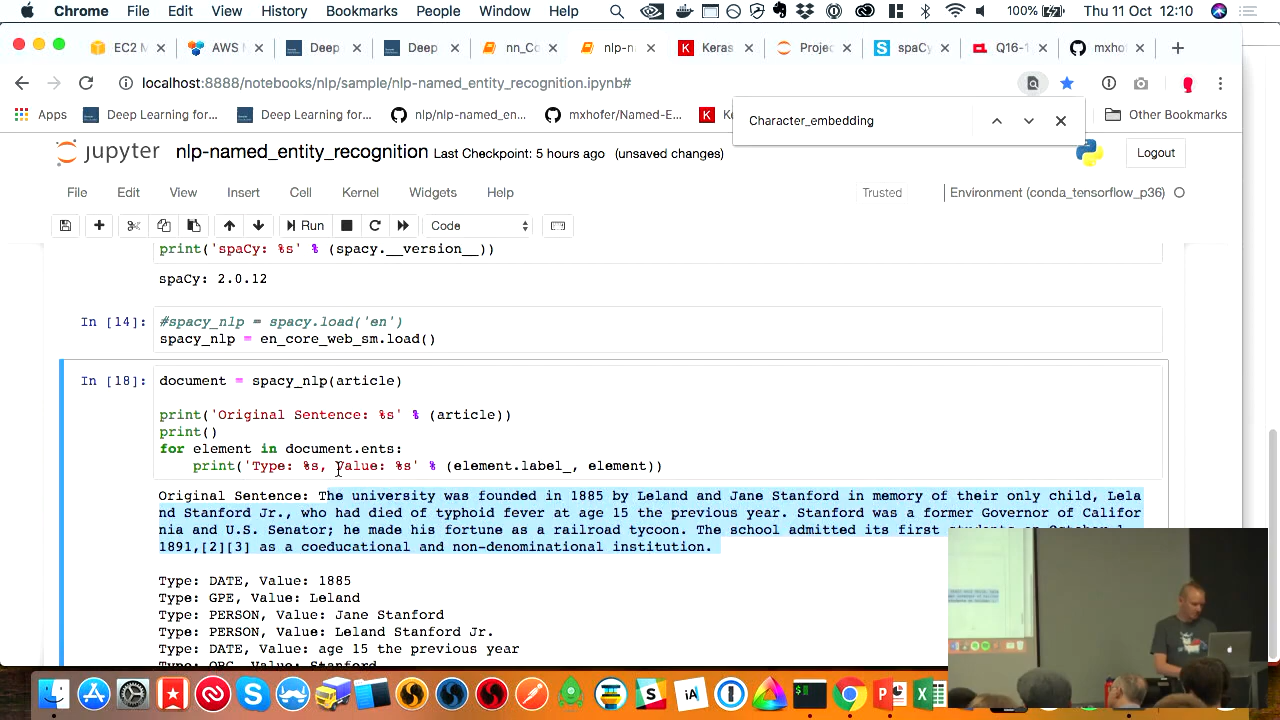 Chrome File Edit View History Bookmarks People Window Help 100% Thu 11 Oct 12:10
EC2 M AWS M Deep Deep nn_Co nlp-n Keras Projec spaCy Q16-1 mxhof
localhost:8888/notebooks/nlp/sample/nlp-named_entity_recognition.ipynb#
Apps Deep Learning for... Deep Learning for... nlp/nlp-named_en... mxhofer/Named-E... Other Bookmarks
Character_embedding
jupyter nlp-named_entity_recognition Last Checkpoint: 5 hours ago (unsaved changes) Logout
File Edit View Insert Cell Kernel Widgets Help Trusted Environment (conda_tensorflow_p36)
Run Code
print('spaCy: %s' % (spacy.__version__))
spaCy: 2.0.12
In [14]: #spacy_nlp = spacy.load('en')
spacy_nlp = en_core_web_sm.load()
In [18]: document = spacy_nlp(article)
print('Original Sentence: %s' % (article))
print()
for element in document.ents:
print('Type: %s, Value: %s' % (element.label_, element))
Original Sentence: The university was founded in 1885 by Leland and Jane Stanford in memory of their only child, Lela
nd Stanford Jr., who had died of typhoid fever at age 15 the previous year. Stanford was a former Governor of Califor
nia and U.S. Senator; he made his fortune as a railroad tycoon. The school admitted its first
1891,[2][3] as a coeducational and non-denominational institution.
Type: DATE, Value: 1885
Type: GPE, Value: Leland
Type: PERSON, Value: Jane Stanford
Type: PERSON, Value: Leland Stanford Jr.
Type: DATE, Value: age 15 the previous year
Type: ORG, Value: Stanford